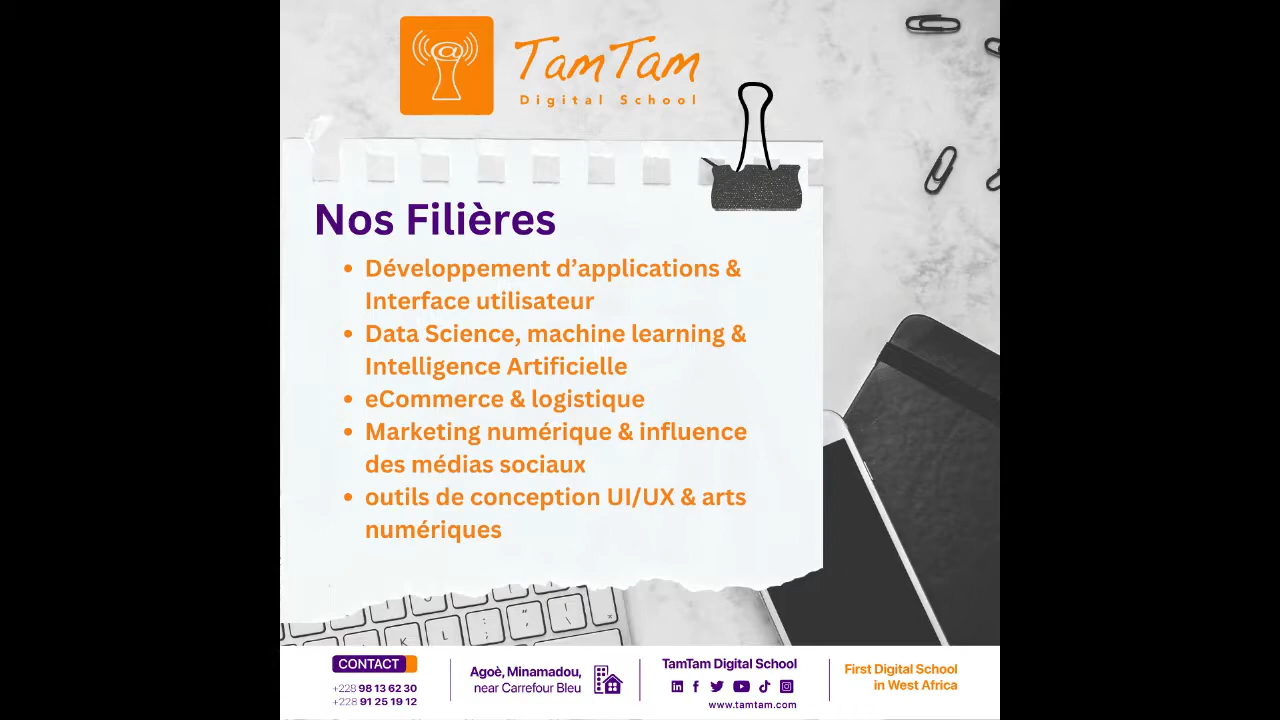 @
TamTam
Digital School
Nos Filières
• Développement d’applications &
Interface utilisateur
• Data Science, machine learning &
Intelligence Artificielle
• eCommerce & logistique
• Marketing numérique & influence
des médias sociaux
• outils de conception UI/UX & arts
numériques
K L : ; " '
CONTACT
+228 98 13 62 30
+228 91 25 19 12
Agoè, Minamadou,
near Carrefour Bleu
TamTam Digital School
www.tamtam.com
First Digital School
in West Africa